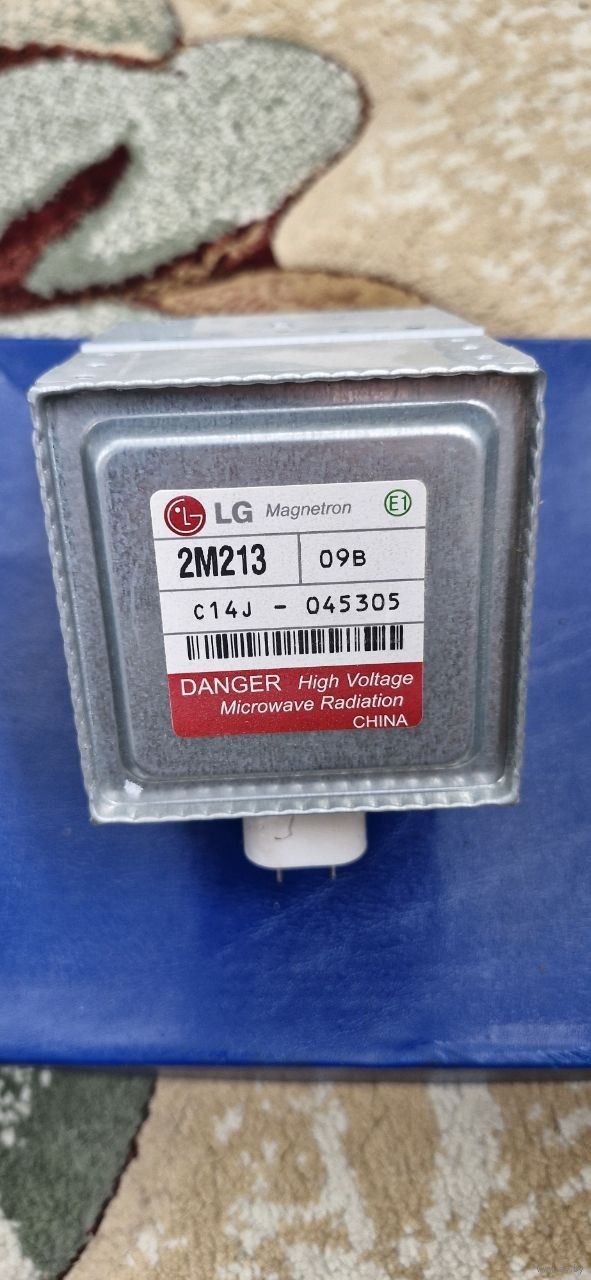 LG Magnetron E1
2M213 09B
C14J - 045305
DANGER High Voltage
Microwave Radiation
CHINA